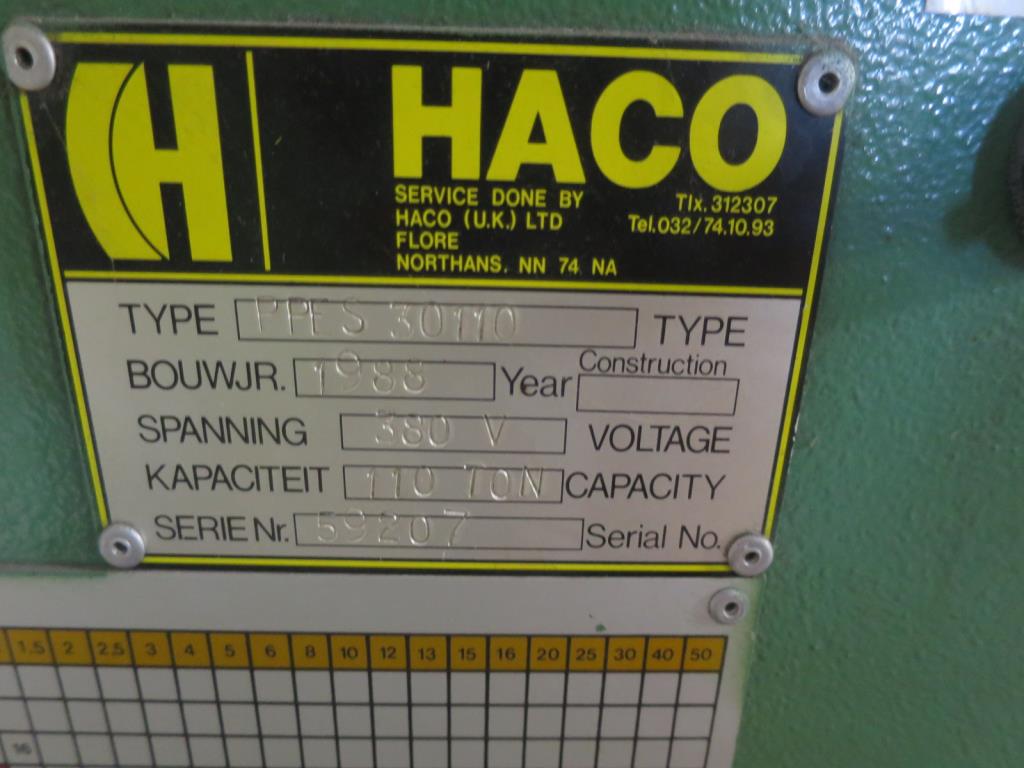 H HACO
SERVICE DONE BY
HACO (U.K.) LTD
FLORE
NORTHANS. NN 74 NA
Tlx. 312307
Tel.032/74.10.93
TYPE PPES 30110 TYPE
BOUWJR. 1988 Year Construction
SPANNING 380 V VOLTAGE
KAPACITEIT 110 TON CAPACITY
SERIE Nr. 59207 Serial No.
1.5 2 2.5 3 4 5 6 8 10 12 13 15 16 20 25 30 40 50
16